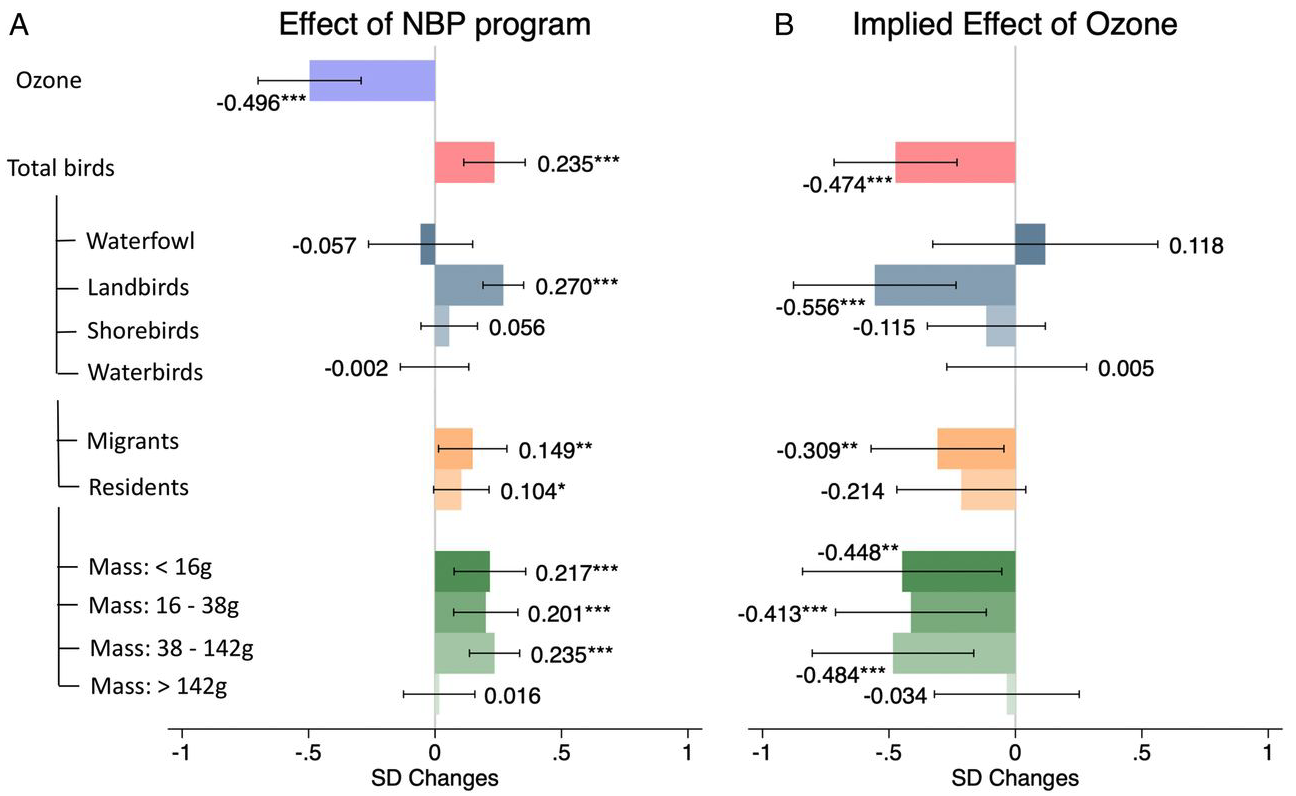 A Effect of NBP program B Implied Effect of Ozone
Ozone
-0.496***
Total birds 0.235*** -0.474***
Waterfowl -0.057 0.118
Landbirds 0.270*** -0.556***
Shorebirds 0.056 -0.115
Waterbirds -0.002 0.005
Migrants 0.149** -0.309**
Residents 0.104* -0.214
Mass: < 16g 0.217*** -0.448**
Mass: 16 - 38g 0.201*** -0.413***
Mass: 38 - 142g 0.235*** -0.484***
Mass: > 142g 0.016 -0.034
-1 -.5 0 .5 1 -1 -.5 0 .5 1
SD Changes SD Changes